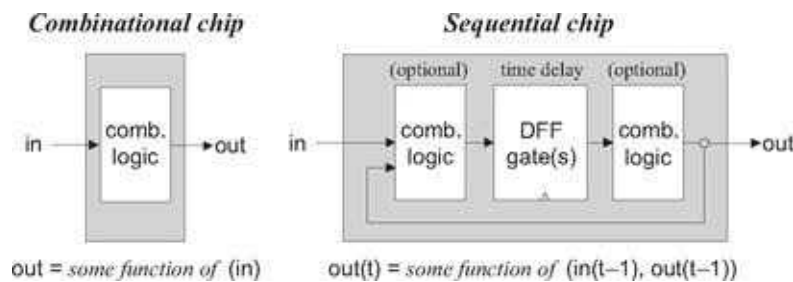 Combinational chip
comb.
logic
in
out
out = some function of (in)
Sequential chip
(optional) time delay (optional)
in
comb.
logic
DFF
gate(s)
comb.
logic
out
out(t) = some function of (in(t–1), out(t–1))